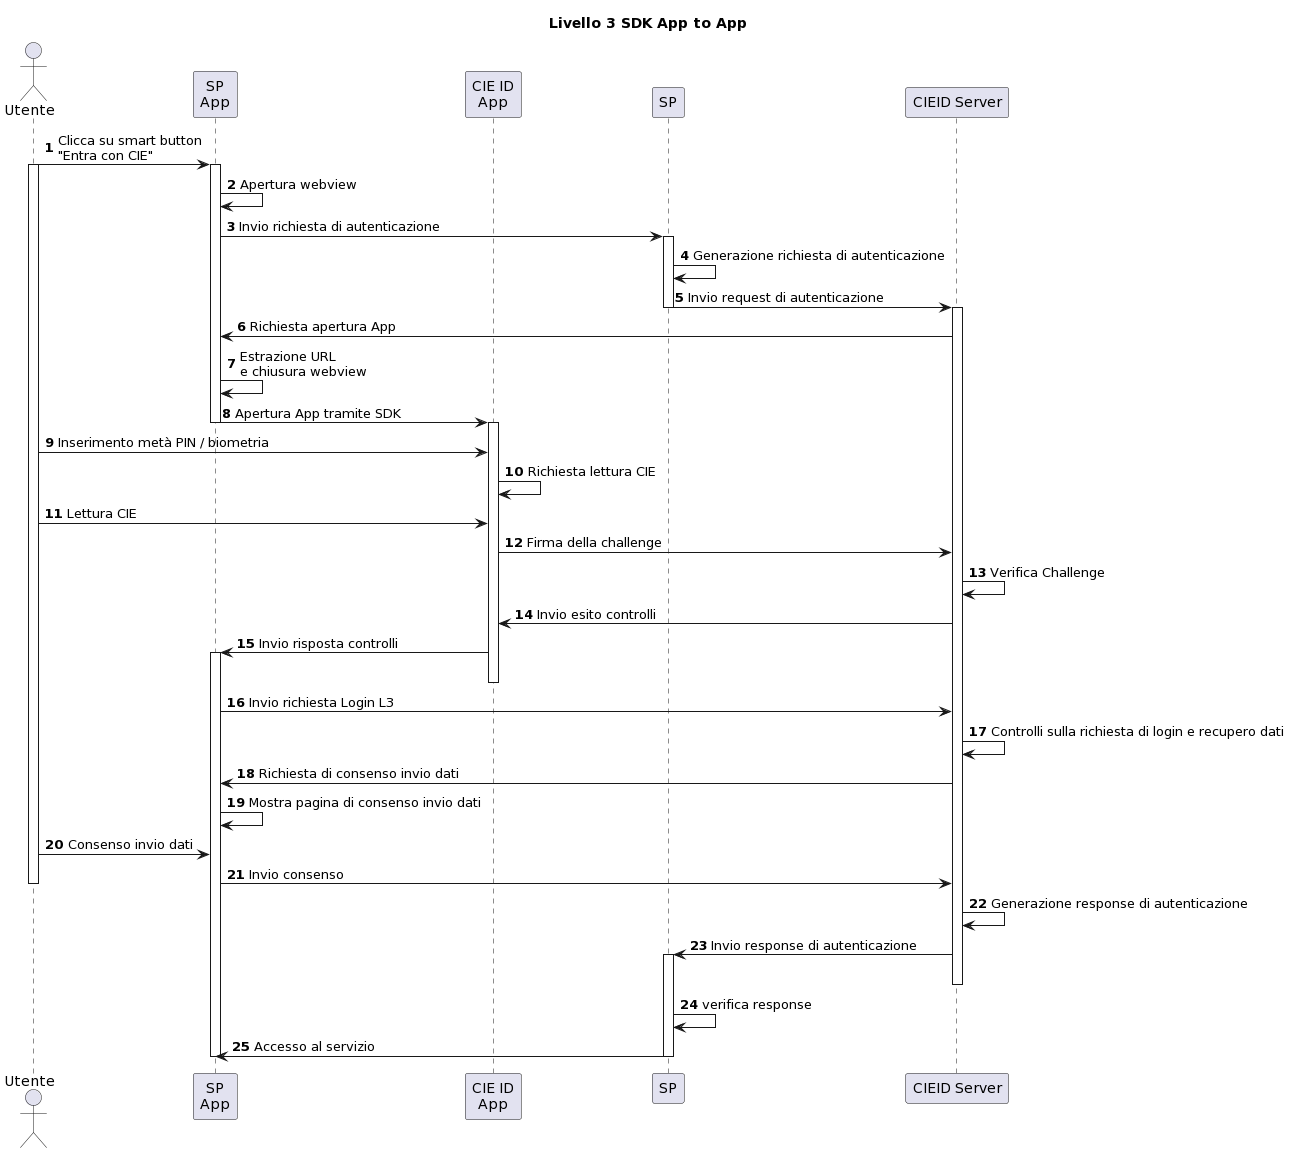 Livello 3 SDK App to App
Utente
SP
App
CIE ID
App
SP
CIEID Server
1 Clicca su smart button
"Entra con CIE"
2 Apertura webview
3 Invio richiesta di autenticazione
4 Generazione richiesta di autenticazione
5 Invio request di autenticazione
6 Richiesta apertura App
7 Estrazione URL
e chiusura webview
8 Apertura App tramite SDK
9 Inserimento metà PIN / biometria
10 Richiesta lettura CIE
11 Lettura CIE
12 Firma della challenge
13 Verifica Challenge
14 Invio esito controlli
15 Invio risposta controlli
16 Invio richiesta Login L3
17 Controlli sulla richiesta di login e recupero dati
18 Richiesta di consenso invio dati
19 Mostra pagina di consenso invio dati
20 Consenso invio dati
21 Invio consenso
22 Generazione response di autenticazione
23 Invio response di autenticazione
24 verifica response
25 Accesso al servizio
Utente
SP
App
CIE ID
App
SP
CIEID Server